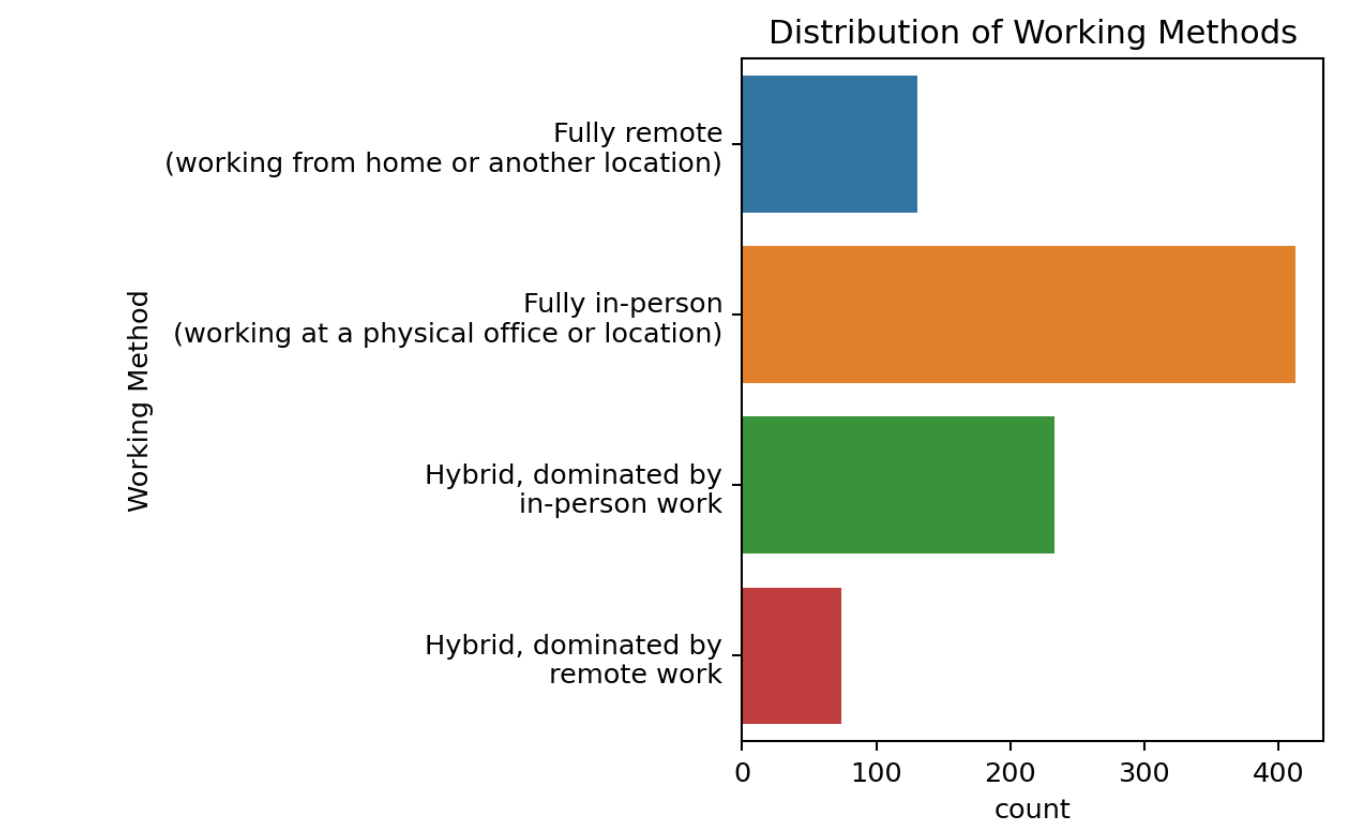 Distribution of Working Methods
Fully remote
(working from home or another location)
Fully in-person
(working at a physical office or location)
Working Method
Hybrid, dominated by
in-person work
Hybrid, dominated by
remote work
0 100 200 300 400
count